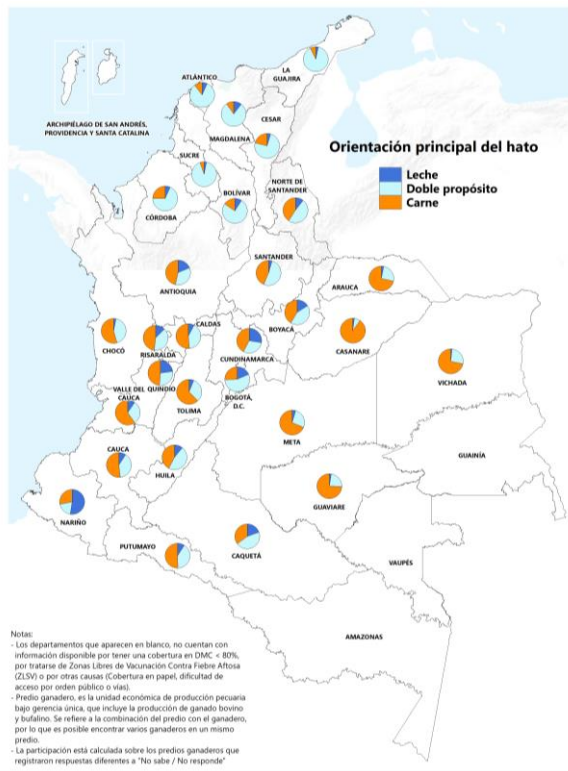 LA
GUAJIRA
ATLÁNTICO
ARCHIPIÉLAGO DE SAN ANDRÉS,
PROVIDENCIA Y SANTA CATALINA
CESAR
MAGDALENA
Orientación principal del hato
Leche
Doble propósito
Carne
SUCRE
NORTE DE
SANTANDER
BOLÍVAR
CÓRDOBA
SANTANDER
ARAUCA
ANTIOQUIA
BOYACÁ
CALDAS
CHOCÓ
RISARALDA
CASANARE
CUNDINAMARCA
VICHADA
VALLE DEL QUINDÍO
CAUCA
BOGOTÁ,
D.C.
TOLIMA
META
CAUCA
GUAINÍA
HUILA
NARIÑO
GUAVIARE
CAQUETÁ
PUTUMAYO
VAUPÉS
AMAZONAS
Notas:
- Los departamentos que aparecen en blanco, no cuentan con
información disponible por tener una cobertura en DMC < 80%,
por tratarse de Zonas Libres de Vacunación Contra Fiebre Aftosa
(ZLSV) o por otras causas (Cobertura en papel, dificultad de
acceso por orden público o vías).
- Predio ganadero, es la unidad económica de producción pecuaria
bajo gerencia única, que incluye la producción de ganado bovino
y bufalino. Se refiere a la combinación del predio con el ganadero,
por lo que es posible encontrar varios ganaderos en un mismo
predio.
- La participación está calculada sobre los predios ganaderos que
registraron respuestas diferentes a "No sabe / No responde"